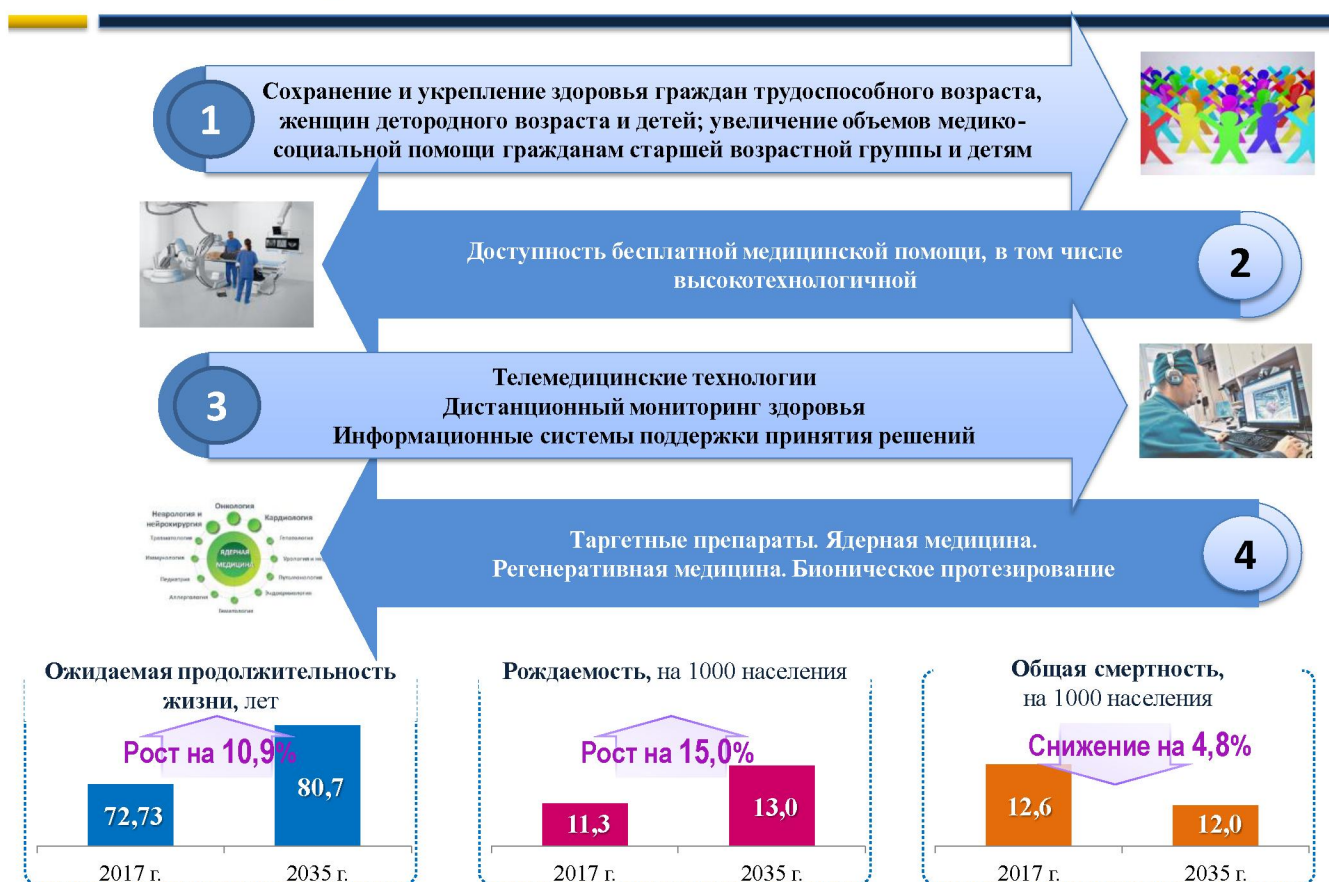 1
Сохранение и укрепление здоровья граждан трудоспособного возраста,
женщин детородного возраста и детей; увеличение объемов медико-
социальной помощи гражданам старшей возрастной группы и детям
Доступность бесплатной медицинской помощи, в том числе
высокотехнологичной
2
3
Телемедицинские технологии
Дистанционный мониторинг здоровья
Информационные системы поддержки принятия решений
Онкология
Неврология и
нейрохирургия
Кардиология
Травматология
Иммунология
Педиатрия
Аллергология
Эндокринология
ЯДЕРНАЯ
МЕДИЦИНА
Таргетные препараты. Ядерная медицина.
Регенеративная медицина. Бионическое протезирование
4
Ожидаемая продолжительность
жизни, лет
Рост на 10,9%
72,73
80,7
2017 г.
2035 г.
Рождаемость, на 1000 населения
Рост на 15,0%
11,3
13,0
2017 г.
2035 г.
Общая смертность,
на 1000 населения
Снижение на 4,8%
12,6
12,0
2017 г.
2035 г.